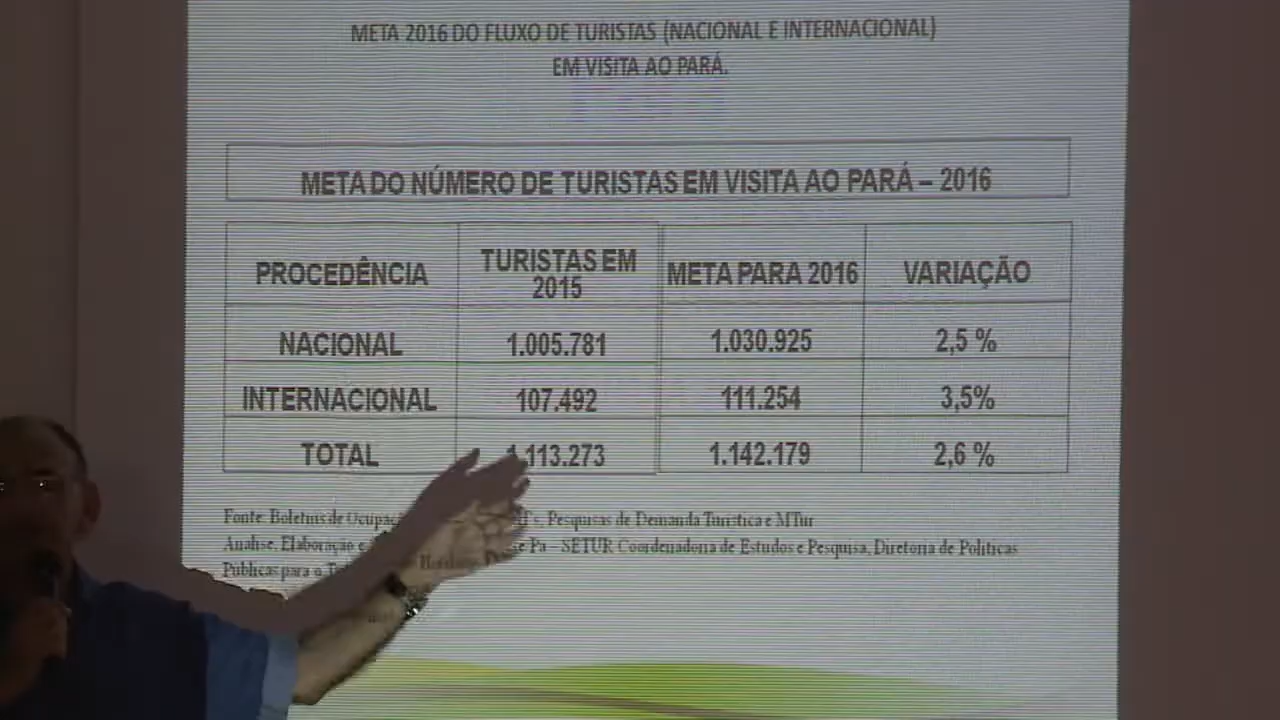 META 2016 DO FLUXO DE TURISTAS (NACIONAL E INTERNACIONAL)
EM VISITA AO PARÁ.
META DO NÚMERO DE TURISTAS EM VISITA AO PARÁ – 2016
PROCEDÊNCIA TURISTAS EM 2015 META PARA 2016 VARIAÇÃO
NACIONAL 1.005.781 1.030.925 2,5 %
INTERNACIONAL 107.492 111.254 3,5%
TOTAL 1.113.273 1.142.179 2,6 %
Fonte: Boletins de Pesquisas de Demanda Turística e MTur
Análise, Elaboração e Pa – SETUR Coordenadoria de Estudos e Pesquisa, Diretoria de Políticas
Públicas para o